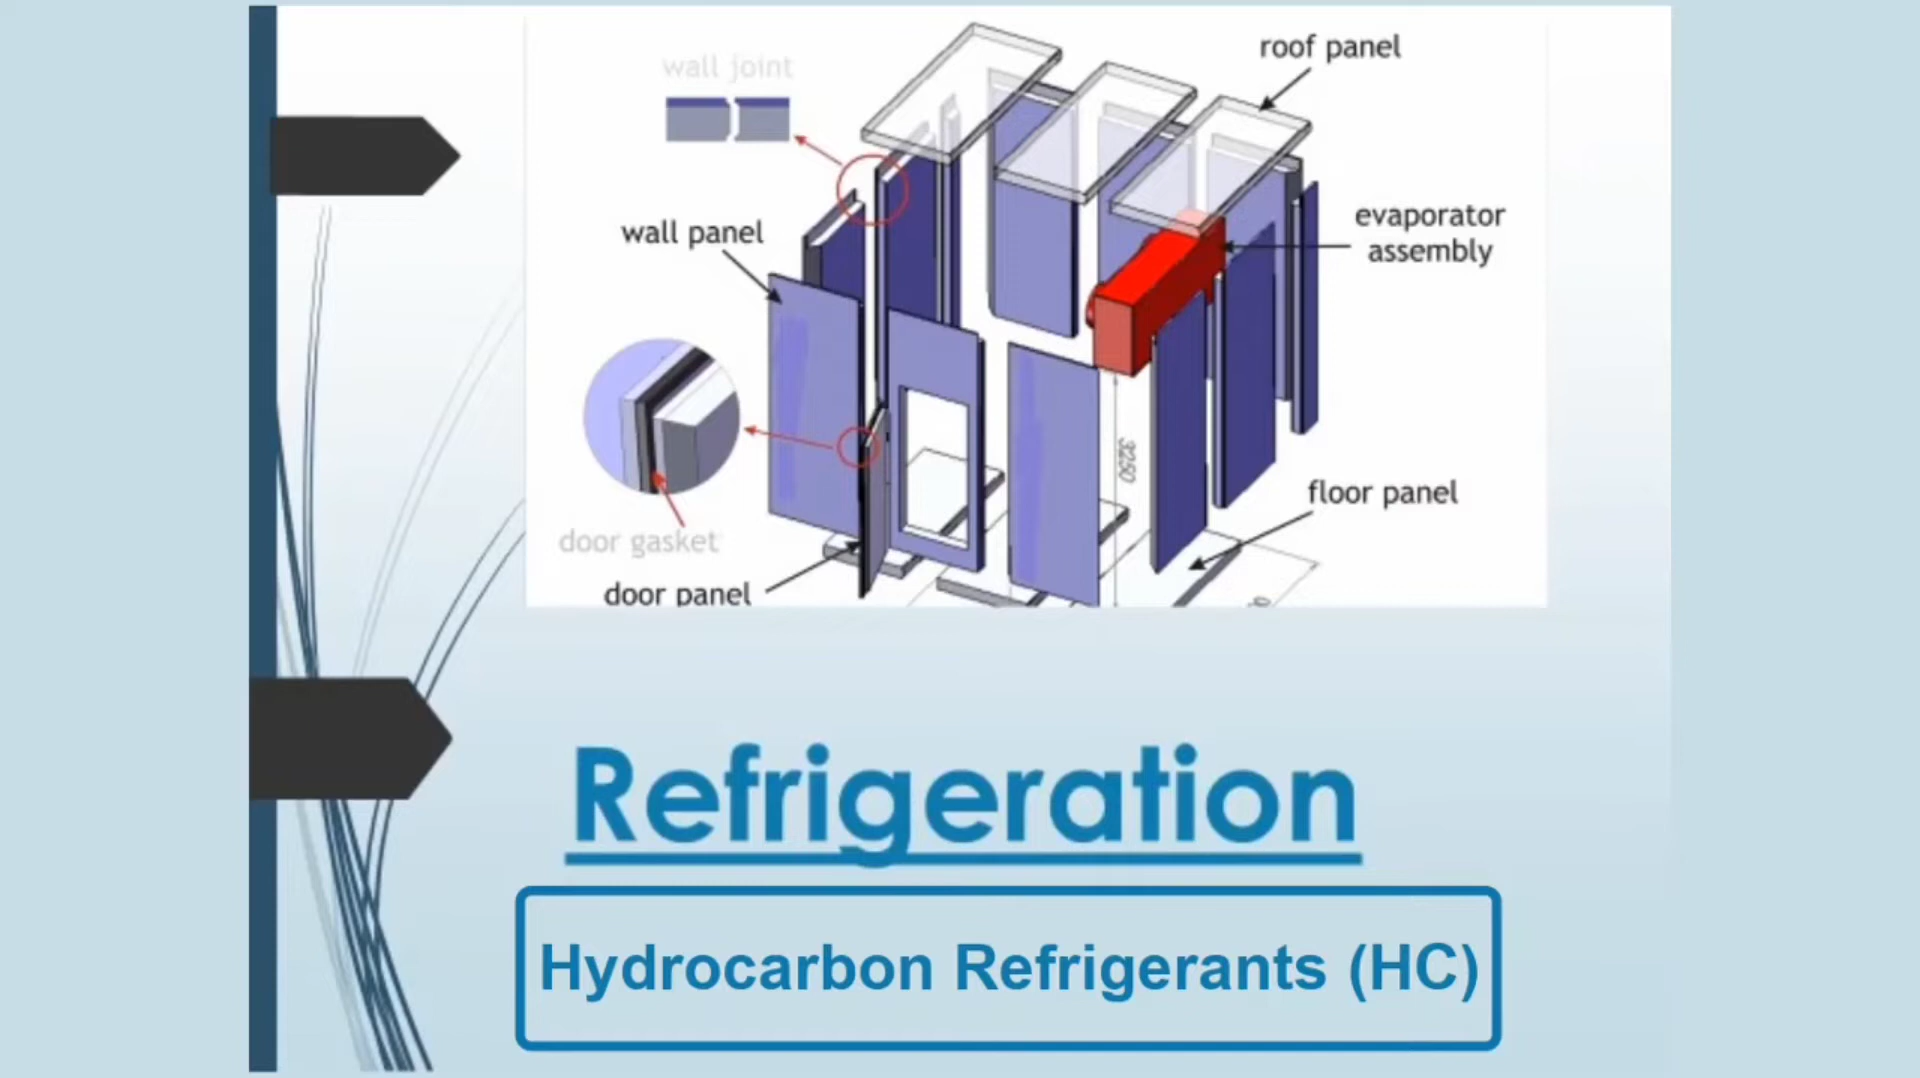 wall joint
roof panel
wall panel
evaporator
assembly
3250
floor panel
door gasket
door panel
Refrigeration
Hydrocarbon Refrigerants (HC)